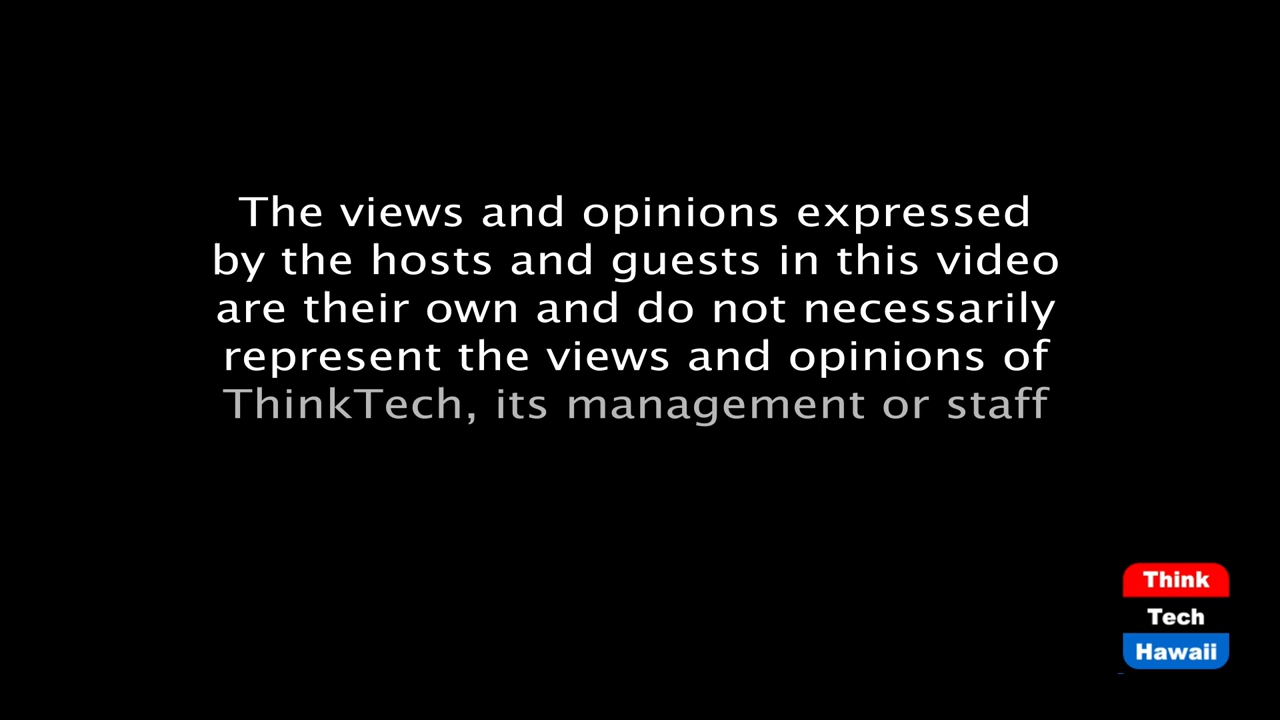 The views and opinions expressed
by the hosts and guests in this video
are their own and do not necessarily
represent the views and opinions of
ThinkTech, its management or staff
Think
Tech
Hawaii